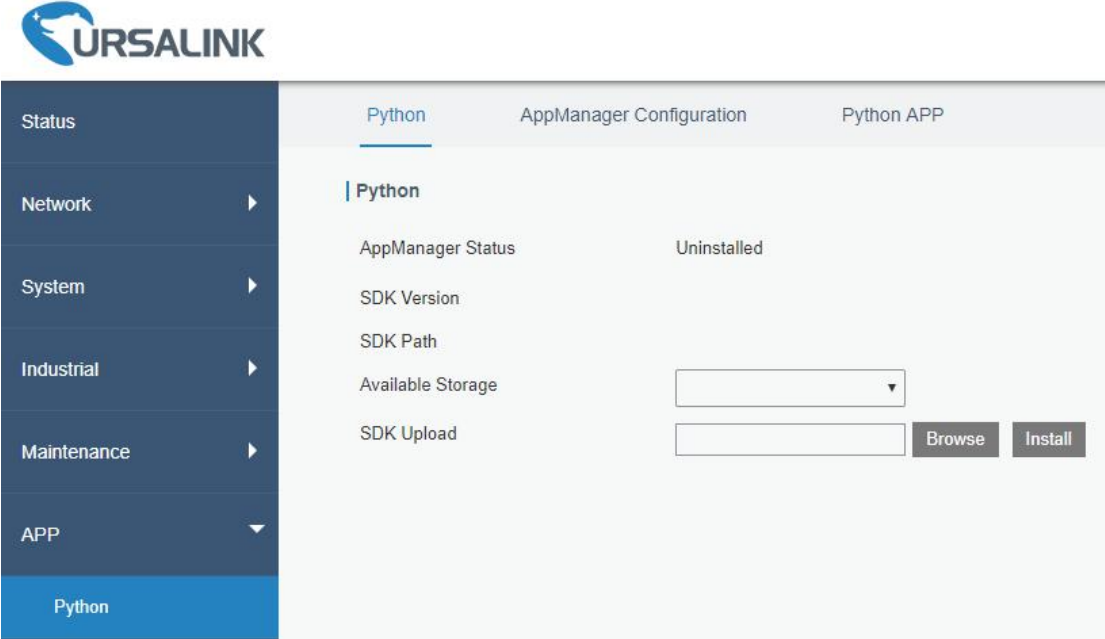 URSALINK
Status
Network
System
Industrial
Maintenance
APP
Python
Python AppManager Configuration Python APP
Python
AppManager Status Uninstalled
SDK Version
SDK Path
Available Storage
SDK Upload Browse Install